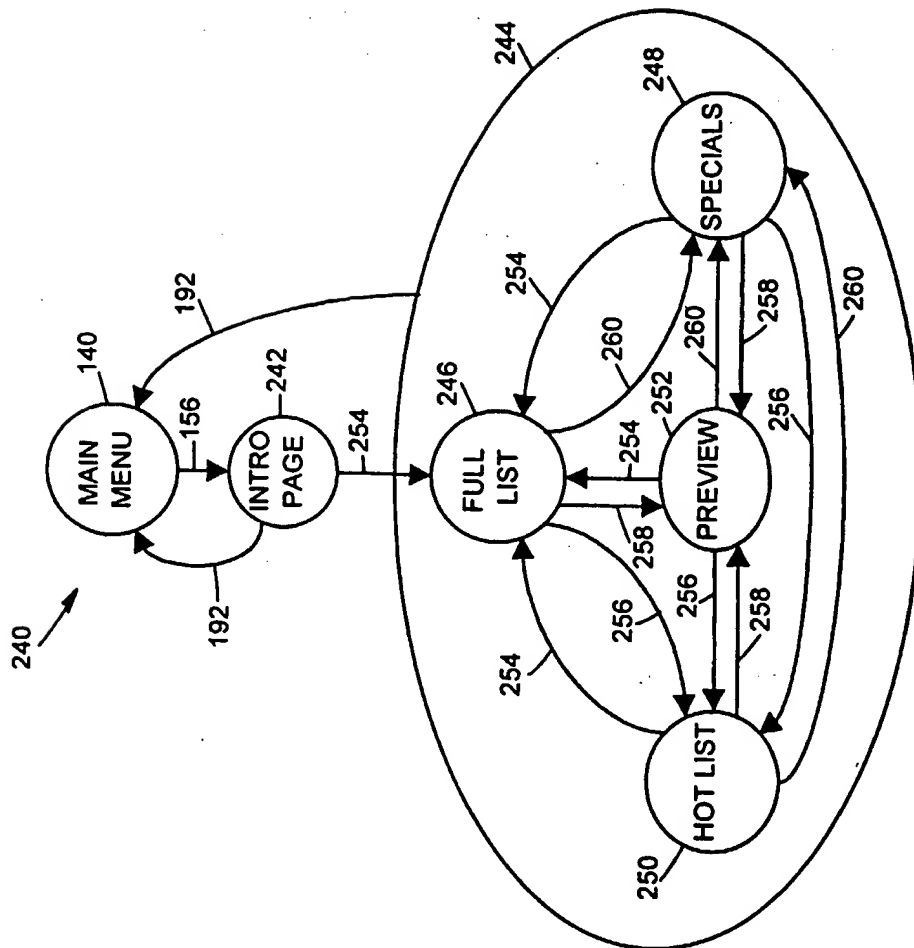 240
140
MAIN
MENU
192
156
192
242
INTRO
PAGE
254
244
246
FULL
LIST
254
254
256
258
254
260
250
252
248
HOT LIST
256
PREVIEW
260
SPECIALS
258
258
256
260